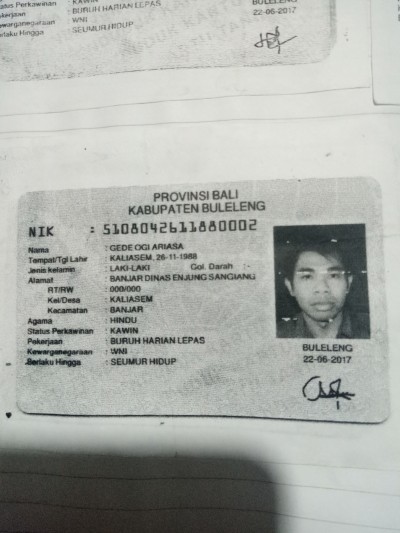 Status Perkawinan : KAWIN
Pekerjaan : BURUH HARIAN LEPAS
Kewarganegaraan : WNI
Berlaku Hingga : SEUMUR HIDUP
BULELENG
22-06-2017
PROVINSI BALI
KABUPATEN BULELENG
NIK : 5108042611880002
Nama : GEDE OGI ARIASA
Tempat/Tgl Lahir : KALIASEM, 26-11-1988
Jenis kelamin : LAKI-LAKI Gol. Darah : -
Alamat : BANJAR DINAS ENJUNG SANGIANG
RT/RW : 000/000
Kel/Desa : KALIASEM
Kecamatan : BANJAR
Agama : HINDU
Status Perkawinan : KAWIN
Pekerjaan : BURUH HARIAN LEPAS
Kewarganegaraan : WNI
Berlaku Hingga : SEUMUR HIDUP
BULELENG
22-06-2017